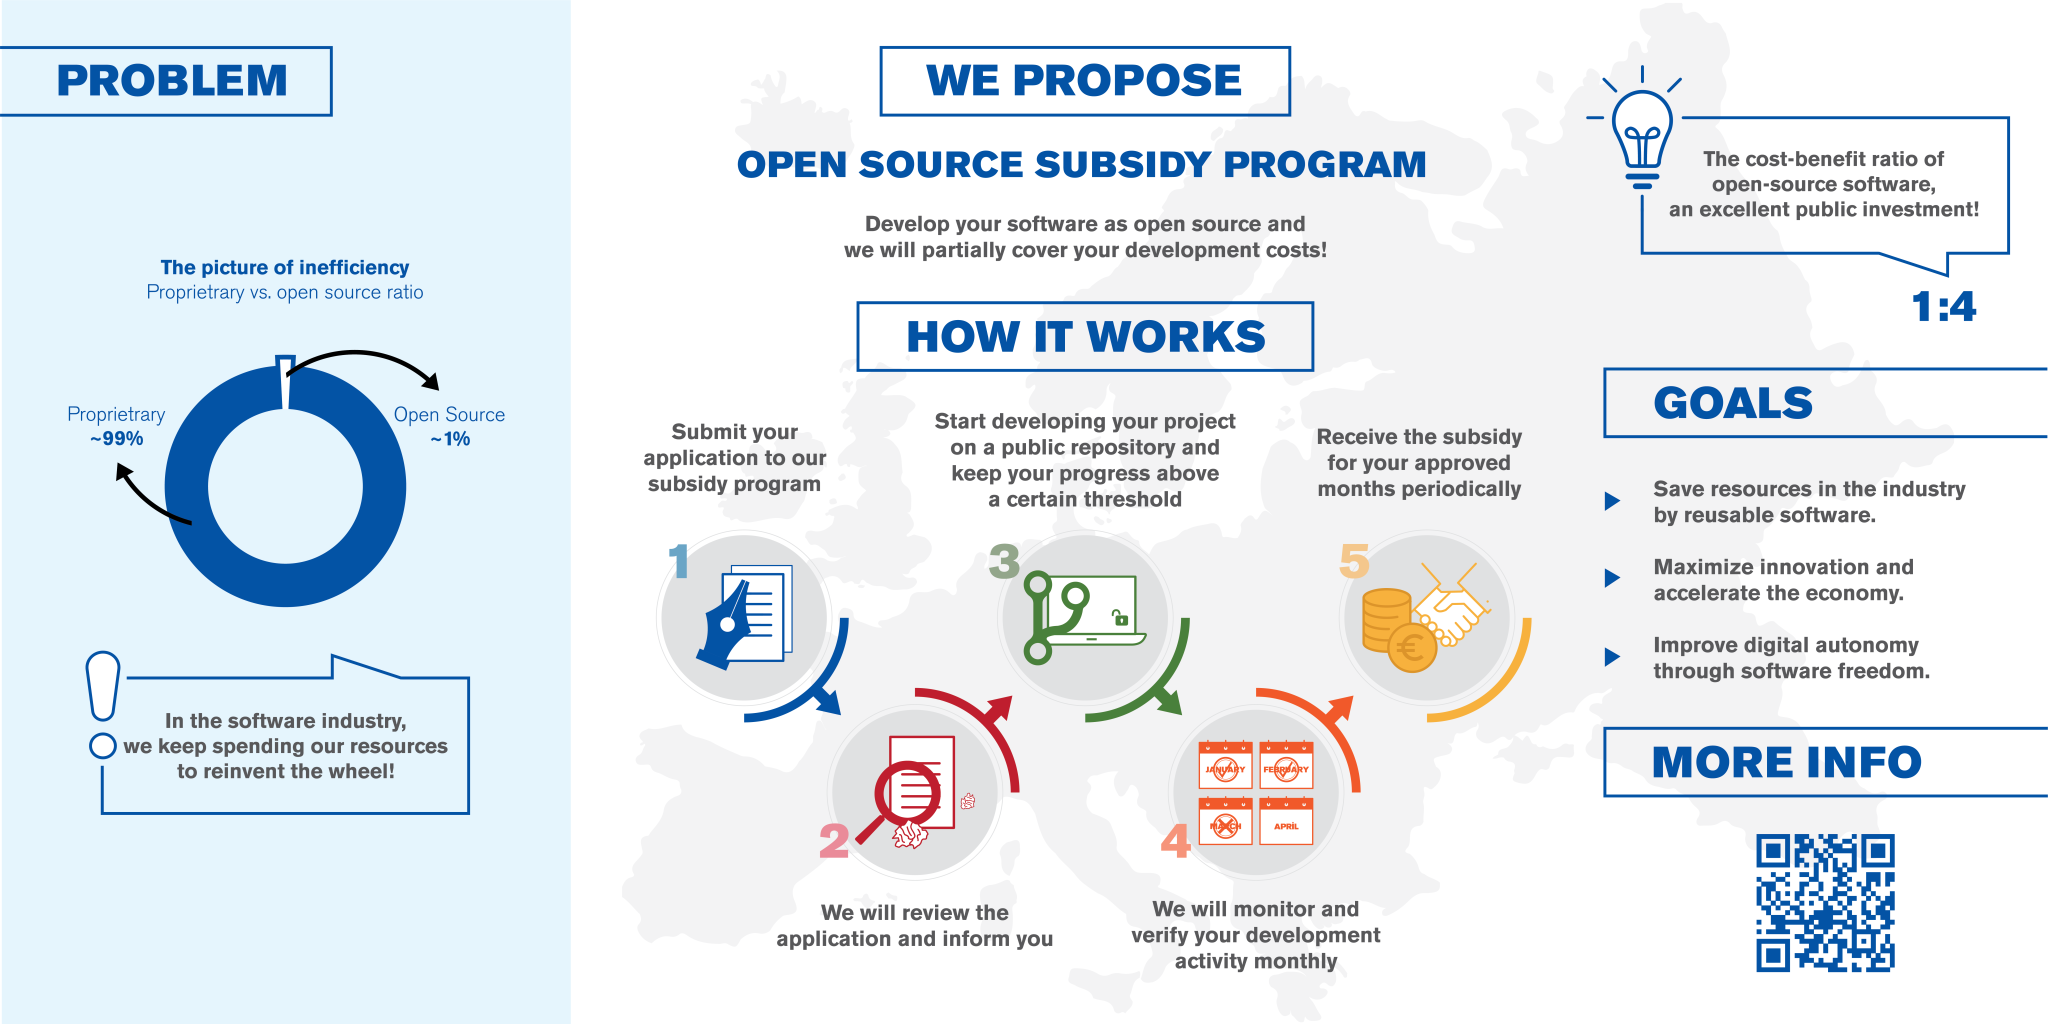 PROBLEM
The picture of inefficiency
Proprietrary vs. open source ratio
Proprietrary
~99%
Open Source
~1%
In the software industry,
we keep spending our resources
to reinvent the wheel!
WE PROPOSE
OPEN SOURCE SUBSIDY PROGRAM
Develop your software as open source and
we will partially cover your development costs!
HOW IT WORKS
Submit your
application to our
subsidy program
1
We will review the
application and inform you
2
Start developing your project
on a public repository and
keep your progress above
a certain threshold
3
We will monitor and
verify your development
activity monthly
4
JANUARY
FEBRUARY
MARCH
APRİL
Receive the subsidy
for your approved
months periodically
5
€
The cost-benefit ratio of
open-source software,
an excellent public investment!
1:4
GOALS
Save resources in the industry
by reusable software.
Maximize innovation and
accelerate the economy.
Improve digital autonomy
through software freedom.
MORE INFO